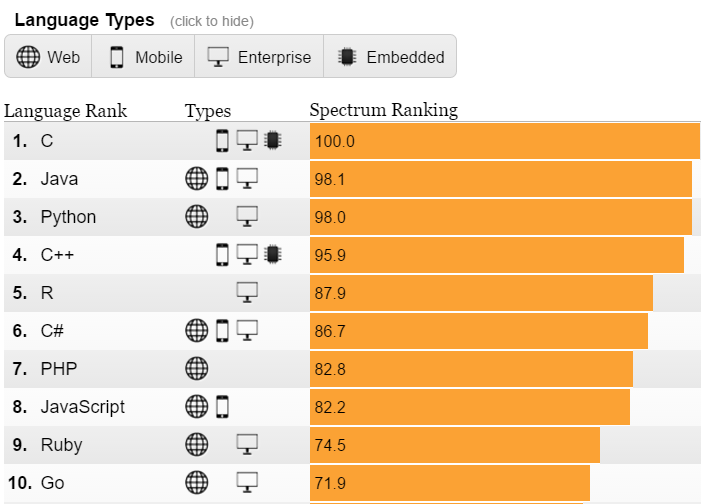 Language Types (click to hide)
Web Mobile Enterprise Embedded
Language Rank Types Spectrum Ranking
1. C 100.0
2. Java 98.1
3. Python 98.0
4. C++ 95.9
5. R 87.9
6. C# 86.7
7. PHP 82.8
8. JavaScript 82.2
9. Ruby 74.5
10. Go 71.9